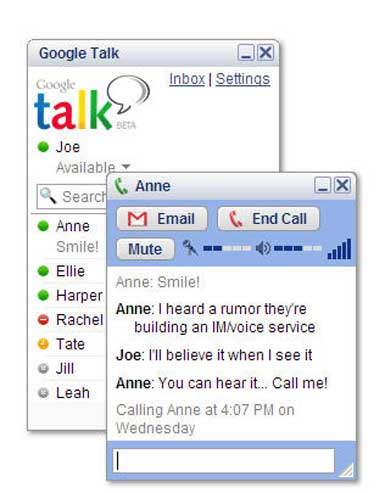 Google Talk
Google
talk
BETA
Inbox | Settings
Joe
Available
Search
Anne
Smile!
Ellie
Harper
Rachel
Tate
Jill
Leah
Anne
Email
End Call
Mute
Anne: Smile!
Anne: I heard a rumor they're
building an IM/voice service
Joe: I'll believe it when I see it
Anne: You can hear it... Call me!
Calling Anne at 4:07 PM on
Wednesday